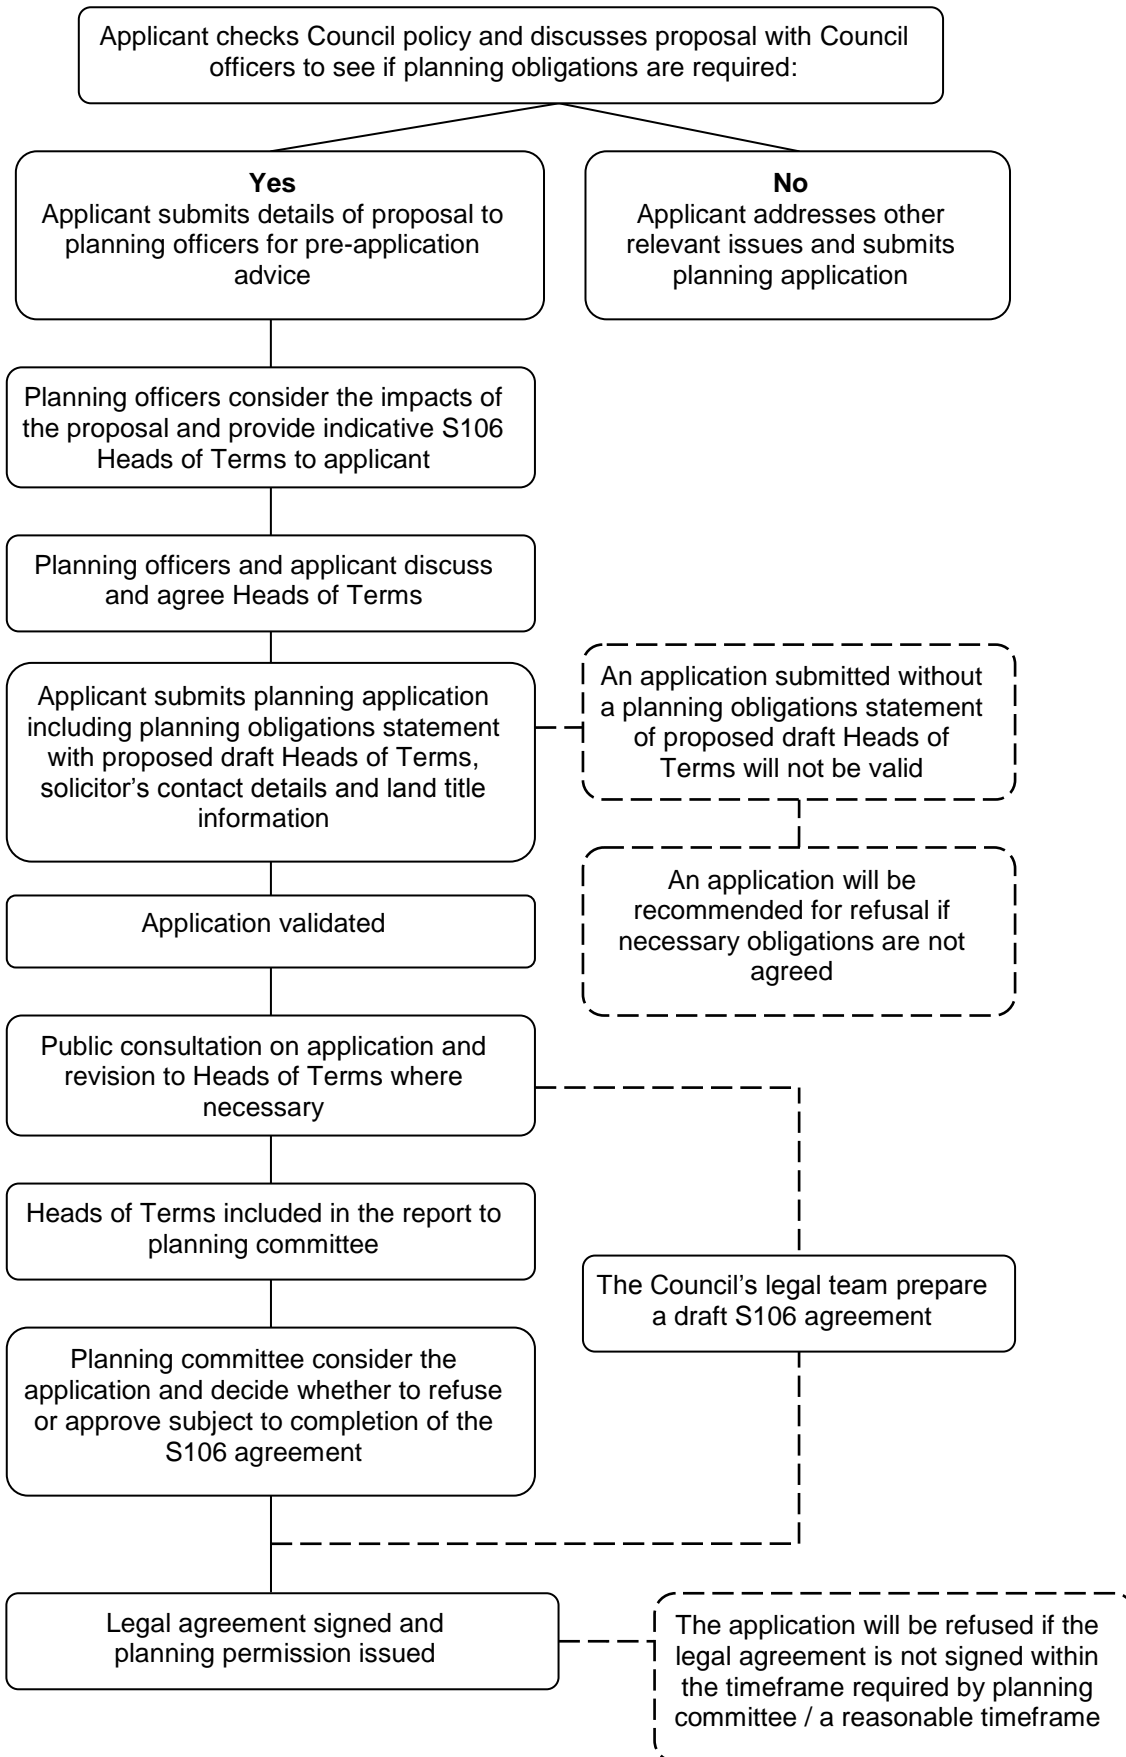 Applicant checks Council policy and discusses proposal with Council
officers to see if planning obligations are required:
Yes
Applicant submits details of proposal to
planning officers for pre-application
advice
No
Applicant addresses other
relevant issues and submits
planning application
Planning officers consider the impacts of
the proposal and provide indicative S106
Heads of Terms to applicant
Planning officers and applicant discuss
and agree Heads of Terms
Applicant submits planning application
including planning obligations statement
with proposed draft Heads of Terms,
solicitor's contact details and land title
information
An application submitted without
a planning obligations statement
of proposed draft Heads of
Terms will not be valid
An application will be
recommended for refusal if
necessary obligations are not
agreed
Application validated
Public consultation on application and
revision to Heads of Terms where
necessary
Heads of Terms included in the report to
planning committee
The Council's legal team prepare
a draft S106 agreement
Planning committee consider the
application and decide whether to refuse
or approve subject to completion of the
S106 agreement
Legal agreement signed and
planning permission issued
The application will be refused if the
legal agreement is not signed within
the timeframe required by planning
committee / a reasonable timeframe